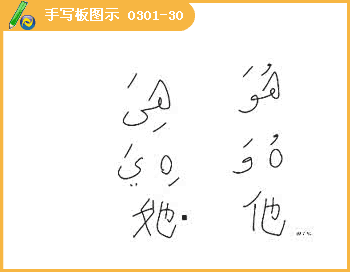 手写板图示 0301-30
هُوَ هِيَ
هُ وَ هِ يَ
他 她